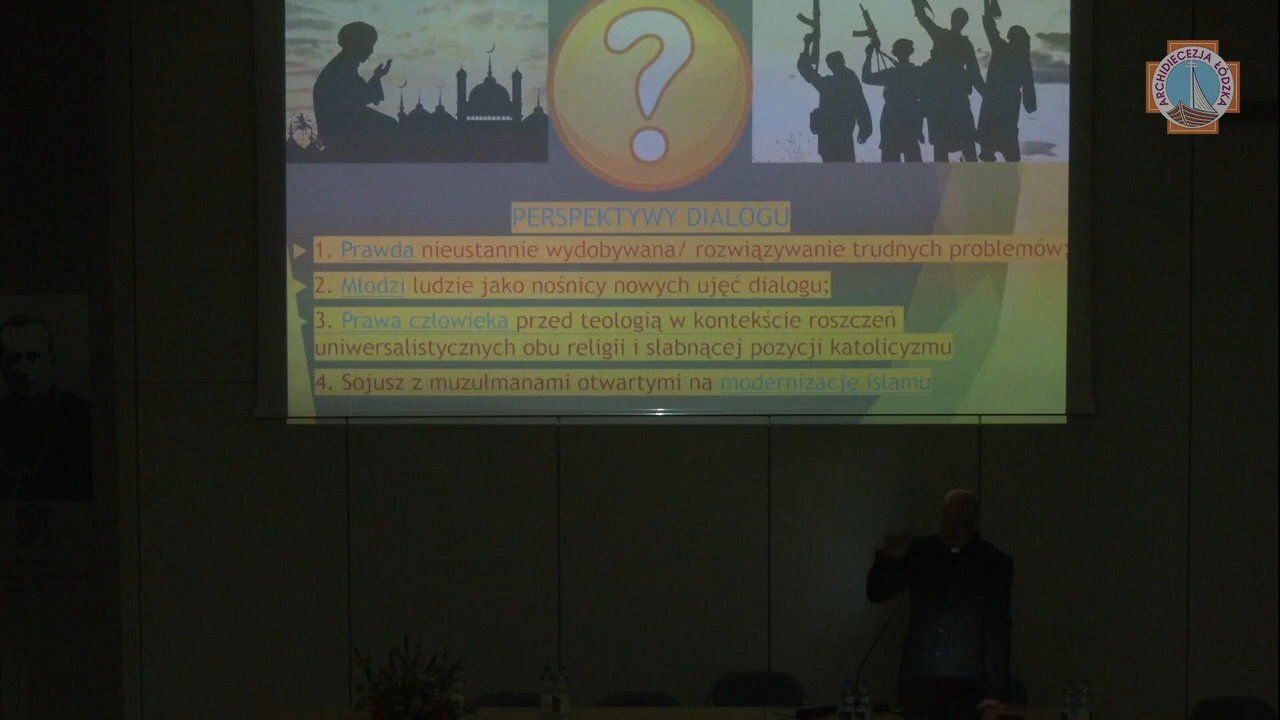 ARCHIDIECEZJA ŁÓDZKA
?
PERSPEKTYWY DIALOGU
1. Prawda nieustannie wydobywana/ rozwiązywanie trudnych problemów;
2. Młodzi ludzie jako nośnicy nowych ujęć dialogu;
3. Prawa człowieka przed teologią w kontekście roszczeń
uniwersalistycznych obu religii i słabnącej pozycji katolicyzmu
4. Sojusz z muzułmanami otwartymi na modernizację islamu